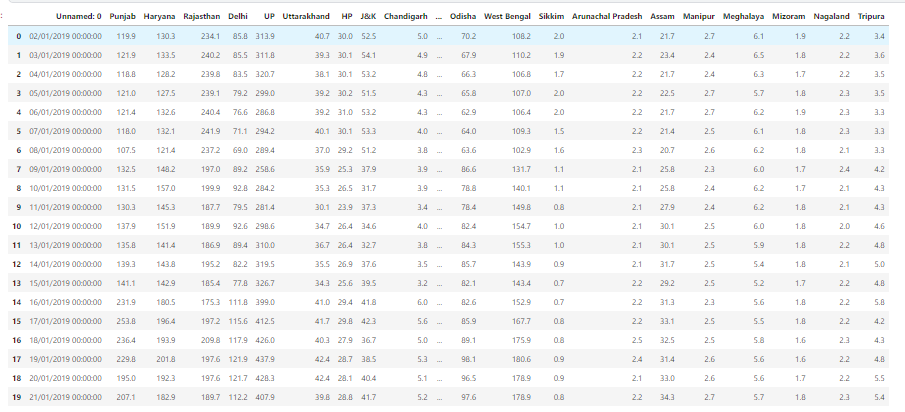 Unnamed: 0 Punjab Haryana Rajasthan Delhi UP Uttarakhand HP J&K Chandigarh ... Odisha West Bengal Sikkim Arunachal Pradesh Assam Manipur Meghalaya Mizoram Nagaland Tripura
0 02/01/2019 00:00:00 119.9 130.3 234.1 85.8 313.9 40.7 30.0 52.5 5.0 ... 70.2 108.2 2.0 2.1 21.7 2.7 6.1 1.9 2.2 3.4
1 03/01/2019 00:00:00 121.9 133.5 240.2 85.5 311.8 39.3 30.1 54.1 4.9 ... 67.9 110.2 1.9 2.2 23.4 2.4 6.5 1.8 2.2 3.6
2 04/01/2019 00:00:00 118.8 128.2 239.8 83.5 320.7 38.1 30.1 53.2 4.8 ... 66.3 106.8 1.7 2.2 21.7 2.4 6.3 1.7 2.2 3.5
3 05/01/2019 00:00:00 121.0 127.5 239.1 79.2 299.0 39.2 30.2 51.5 4.3 ... 65.8 107.0 2.0 2.2 22.5 2.7 5.7 1.8 2.2 3.5
4 06/01/2019 00:00:00 121.4 132.6 240.4 76.6 286.8 39.2 31.0 53.2 4.3 ... 62.9 106.4 2.0 2.2 21.7 2.7 6.2 1.9 2.3 3.3
5 07/01/2019 00:00:00 118.0 132.1 241.9 71.1 294.2 40.1 30.1 53.3 4.0 ... 64.0 109.3 1.5 2.2 21.4 2.5 6.1 1.8 2.3 3.3
6 08/01/2019 00:00:00 107.5 121.4 237.2 69.0 289.4 37.0 29.2 51.2 3.8 ... 63.6 102.9 1.6 2.3 20.7 2.6 6.2 1.8 2.1 3.3
7 09/01/2019 00:00:00 132.5 148.2 197.0 89.2 258.6 35.9 25.3 37.9 3.9 ... 86.6 131.7 1.1 2.1 25.8 2.3 6.0 1.7 2.4 4.2
8 10/01/2019 00:00:00 131.5 157.0 199.9 92.8 284.2 35.3 26.5 31.7 3.9 ... 78.8 140.1 1.1 2.1 25.8 2.4 6.2 1.7 2.1 4.3
9 11/01/2019 00:00:00 130.3 145.3 187.7 79.5 281.4 30.1 23.9 37.3 3.4 ... 78.4 149.8 0.8 2.1 27.9 2.4 6.2 1.8 2.1 4.3
10 12/01/2019 00:00:00 137.9 151.9 189.9 92.6 298.6 34.7 26.4 34.6 4.0 ... 82.4 154.7 1.0 2.1 30.1 2.5 6.0 1.8 2.0 4.6
11 13/01/2019 00:00:00 135.8 141.4 186.9 89.4 310.0 36.7 26.4 32.7 3.8 ... 84.3 155.3 1.0 2.1 30.1 2.5 5.9 1.8 2.2 4.8
12 14/01/2019 00:00:00 139.3 143.8 195.2 82.2 319.5 35.5 26.9 37.6 3.5 ... 85.7 143.9 0.9 2.1 31.7 2.5 5.4 1.8 2.1 5.0
13 15/01/2019 00:00:00 141.1 142.9 185.4 77.8 326.7 34.3 25.6 39.5 3.2 ... 82.1 143.4 0.7 2.2 29.2 2.5 5.2 1.7 2.2 4.8
14 16/01/2019 00:00:00 231.9 180.5 175.3 111.8 399.0 41.0 29.4 41.8 6.0 ... 82.6 152.9 0.7 2.2 31.3 2.3 5.6 1.8 2.2 5.8
15 17/01/2019 00:00:00 253.8 196.4 197.2 115.6 412.5 41.7 29.8 42.3 5.6 ... 85.9 167.7 0.8 2.2 33.1 2.5 5.5 1.8 2.2 4.2
16 18/01/2019 00:00:00 236.4 193.9 209.8 117.9 426.0 40.3 27.9 36.7 5.0 ... 89.1 175.9 0.8 2.5 32.5 2.5 5.8 1.6 2.3 4.3
17 19/01/2019 00:00:00 229.8 201.8 197.6 121.9 437.9 42.4 28.7 38.5 5.3 ... 98.1 180.6 0.9 2.4 31.4 2.6 5.6 1.6 2.2 4.8
18 20/01/2019 00:00:00 195.0 192.3 197.6 121.7 428.3 42.4 28.1 40.4 5.1 ... 96.5 178.9 0.9 2.1 33.0 2.6 5.6 1.7 2.2 5.5
19 21/01/2019 00:00:00 207.1 182.9 189.7 112.2 407.9 39.8 28.8 41.7 5.2 ... 97.6 178.9 0.8 2.2 34.3 2.7 5.6 1.8 2.3 5.4